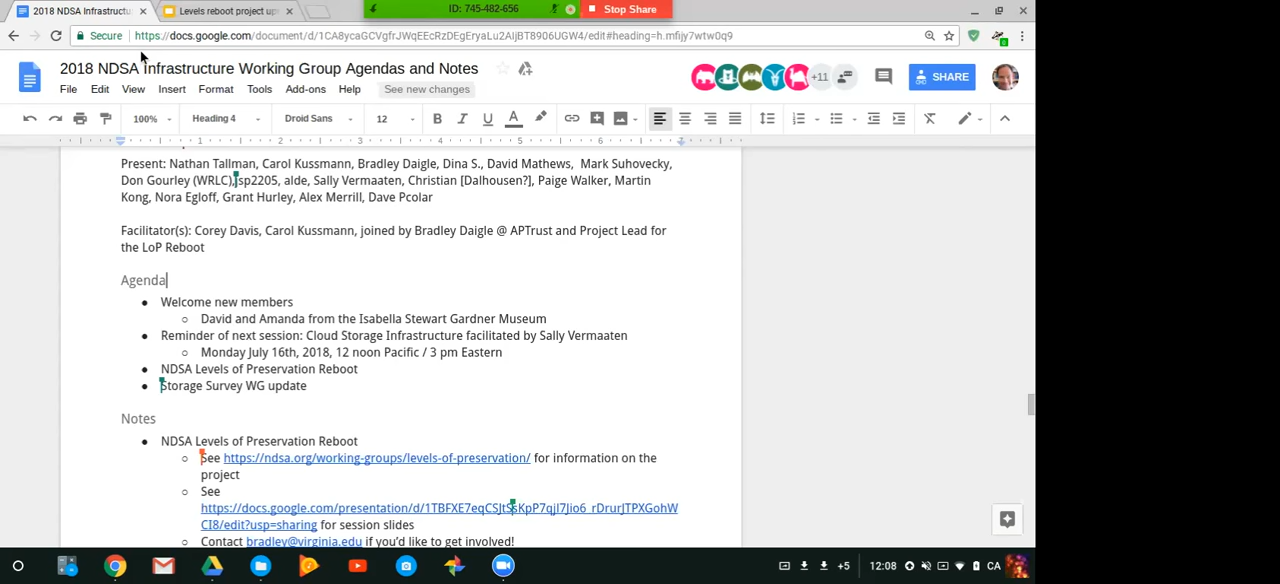 2018 NDSA Infrastructu
Levels reboot project up
ID: 745-482-656
Stop Share
Secure
https://docs.google.com/document/d/1CA8ycaGCVgfrJWqEEcRzDEgEryaLu2AIjBT8906UGW4/edit#heading=h.mfijy7wtw0q9
2018 NDSA Infrastructure Working Group Agendas and Notes
+11
SHARE
File Edit View Insert Format Tools Add-ons Help See new changes
100% Heading 4 Droid Sans 12 B I U A
1 2 3 4 5 6 7
Present: Nathan Tallman, Carol Kussmann, Bradley Daigle, Dina S., David Mathews, Mark Suhovecky,
Don Gourley (WRLC), sp2205, alde, Sally Vermaaten, Christian [Dalhousen?], Paige Walker, Martin
Kong, Nora Egloff, Grant Hurley, Alex Merrill, Dave Pcolar
Facilitator(s): Corey Davis, Carol Kussmann, joined by Bradley Daigle @ APTrust and Project Lead for
the LoP Reboot
Agenda
● Welcome new members
○ David and Amanda from the Isabella Stewart Gardner Museum
● Reminder of next session: Cloud Storage Infrastructure facilitated by Sally Vermaaten
○ Monday July 16th, 2018, 12 noon Pacific / 3 pm Eastern
● NDSA Levels of Preservation Reboot
● Storage Survey WG update
Notes
● NDSA Levels of Preservation Reboot
○ See https://ndsa.org/working-groups/levels-of-preservation/ for information on the
project
○ See
https://docs.google.com/presentation/d/1TBFXE7eqCSJtSsKpP7qjI7Jio6_rDrurJTPXGohW
CI8/edit?usp=sharing for session slides
○ Contact bradley@virginia.edu if you'd like to get involved!
+5 12:08 CA